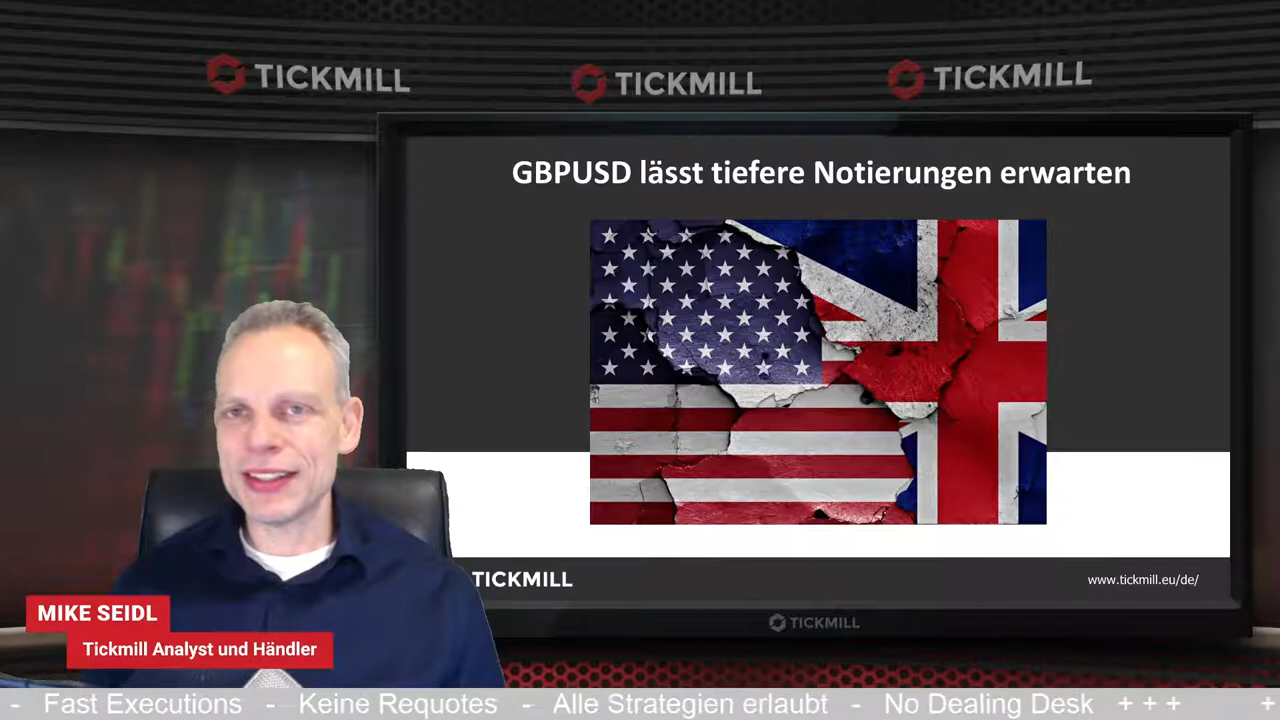 TICKMILL
TICKMILL
TICKMILL
GBPUSD lässt tiefere Notierungen erwarten
TICKMILL
www.tickmill.eu/de/
TICKMILL
MIKE SEIDL
Tickmill Analyst und Händler
- Fast Executions - Keine Requotes - Alle Strategien erlaubt - No Dealing Desk + + + +